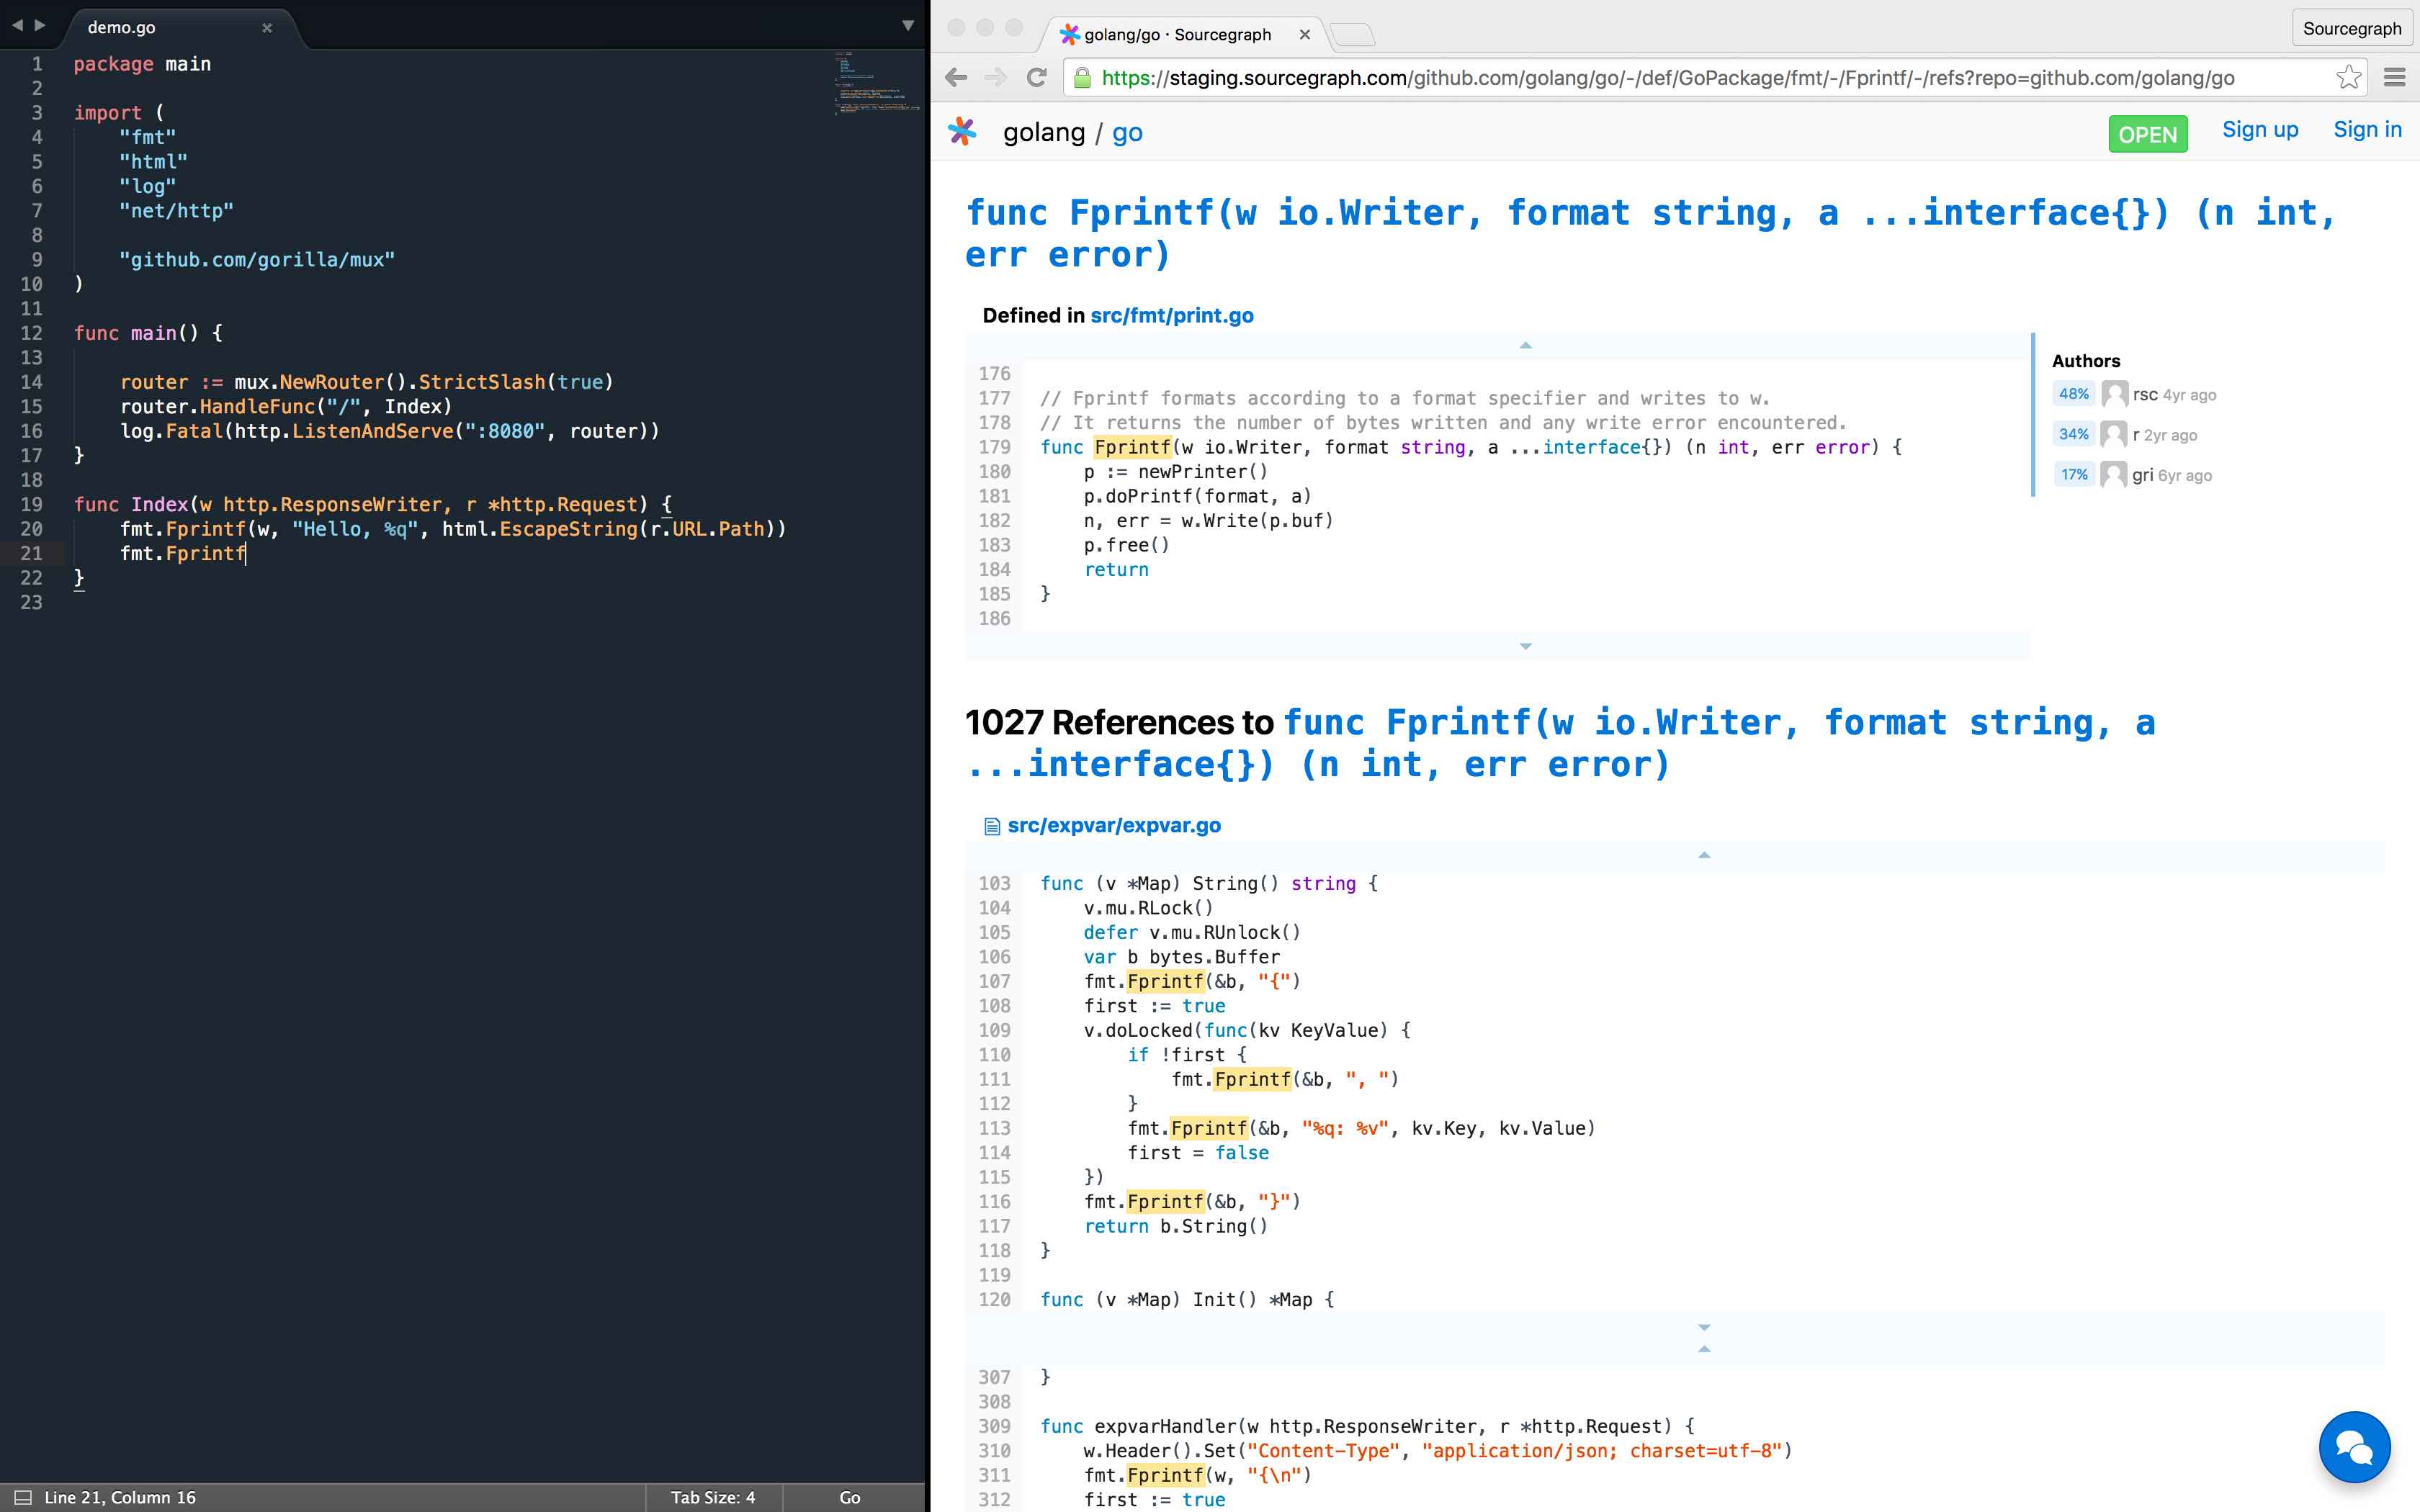 demo.go
1 package main
2
3 import (
4 "fmt"
5 "html"
6 "log"
7 "net/http"
8
9 "github.com/gorilla/mux"
10 )
11
12 func main() {
13
14 router := mux.NewRouter().StrictSlash(true)
15 router.HandleFunc("/", Index)
16 log.Fatal(http.ListenAndServe(":8080", router))
17 }
18
19 func Index(w http.ResponseWriter, r *http.Request) {
20 fmt.Fprintf(w, "Hello, %q", html.EscapeString(r.URL.Path))
21 fmt.Fprintf
22 }
23
Line 21, Column 16
Tab Size: 4
Go
golang/go · Sourcegraph
Sourcegraph
https://staging.sourcegraph.com/github.com/golang/go/-/def/GoPackage/fmt/-/Fprintf/-/refs?repo=github.com/golang/go
golang / go
OPEN
Sign up
Sign in
func Fprintf(w io.Writer, format string, a ...interface{}) (n int,
err error)
Defined in src/fmt/print.go
176
177 // Fprintf formats according to a format specifier and writes to w.
178 // It returns the number of bytes written and any write error encountered.
179 func Fprintf(w io.Writer, format string, a ...interface{}) (n int, err error) {
180 p := newPrinter()
181 p.doPrintf(format, a)
182 n, err = w.Write(p.buf)
183 p.free()
184 return
185 }
186
Authors
48% rsc 4yr ago
34% r 2yr ago
17% gri 6yr ago
1027 References to func Fprintf(w io.Writer, format string, a
...interface{}) (n int, err error)
src/expvar/expvar.go
103 func (v *Map) String() string {
104 v.mu.RLock()
105 defer v.mu.RUnlock()
106 var b bytes.Buffer
107 fmt.Fprintf(&b, "{")
108 first := true
109 v.doLocked(func(kv KeyValue) {
110 if !first {
111 fmt.Fprintf(&b, ", ")
112 }
113 fmt.Fprintf(&b, "%q: %v", kv.Key, kv.Value)
114 first = false
115 })
116 fmt.Fprintf(&b, "}")
117 return b.String()
118 }
119
120 func (v *Map) Init() *Map {
307 }
308
309 func expvarHandler(w http.ResponseWriter, r *http.Request) {
310 w.Header().Set("Content-Type", "application/json; charset=utf-8")
311 fmt.Fprintf(w, "{\n")
312 first := true